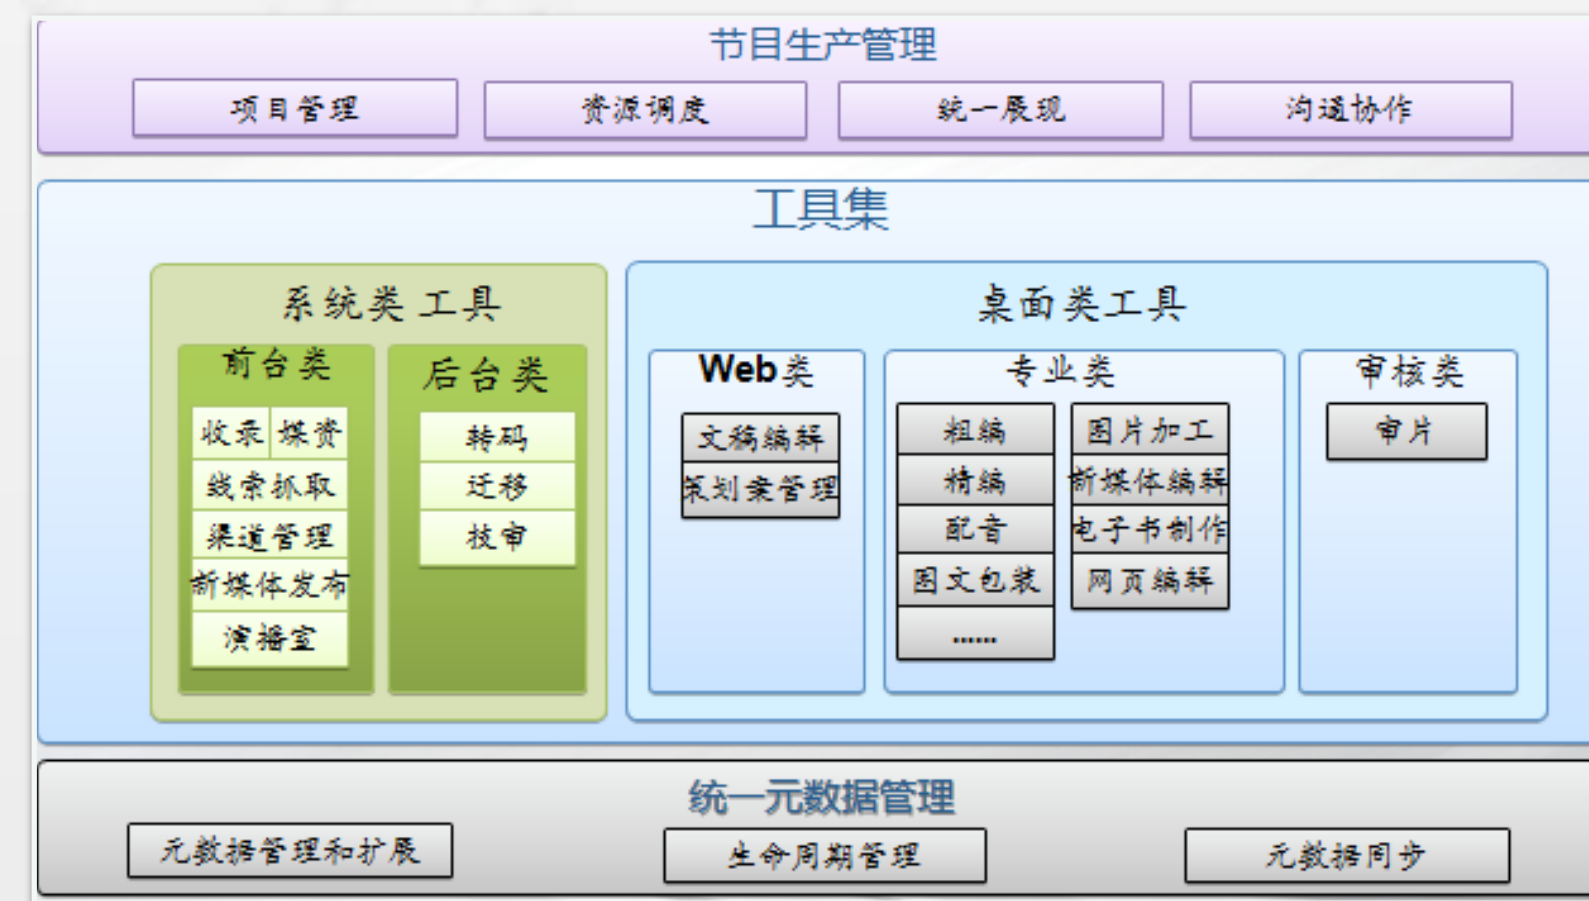 节目生产管理
项目管理
资源调度
统一展现
沟通协作
工具集
系统类 工具
前台类
收录 媒资
线索抓取
渠道管理
新媒体发布
演播室
后台类
转码
迁移
技审
桌面类工具
Web类
文稿编辑
策划案管理
专业类
粗编
精编
配音
图文包装
......
图片加工
新媒体编辑
电子书制作
网页编辑
审核类
审片
统一元数据管理
元数据管理和扩展
生命周期管理
元数据同步